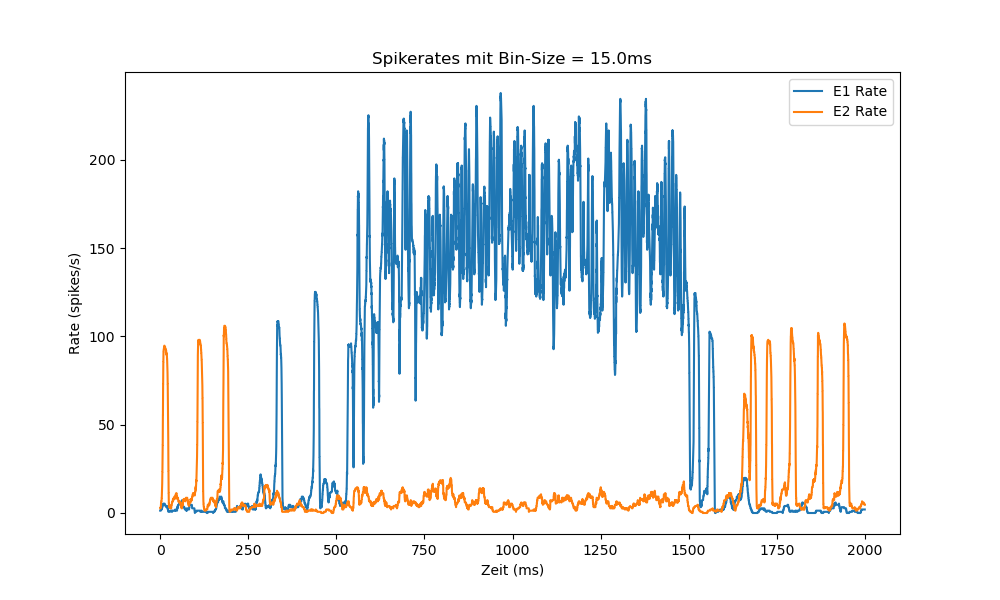 Spikerates mit Bin-Size = 15.0ms
E1 Rate
E2 Rate
Rate (spikes/s)
200
150
100
50
0
0 250 500 750 1000 1250 1500 1750 2000
Zeit (ms)